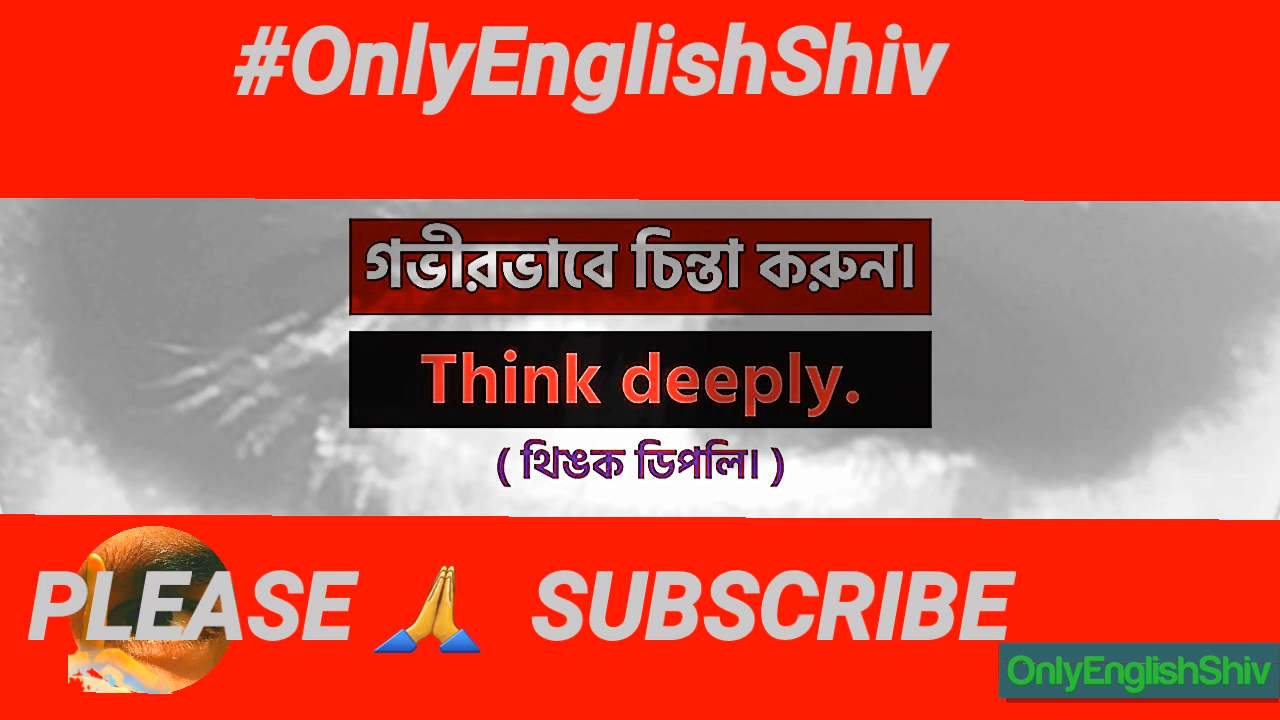 #OnlyEnglishShiv
গভীরভাবে চিন্তা করুন।
Think deeply.
( থিঙক ডিপলি। )
PLEASE 🙏 SUBSCRIBE
OnlyEnglishShiv